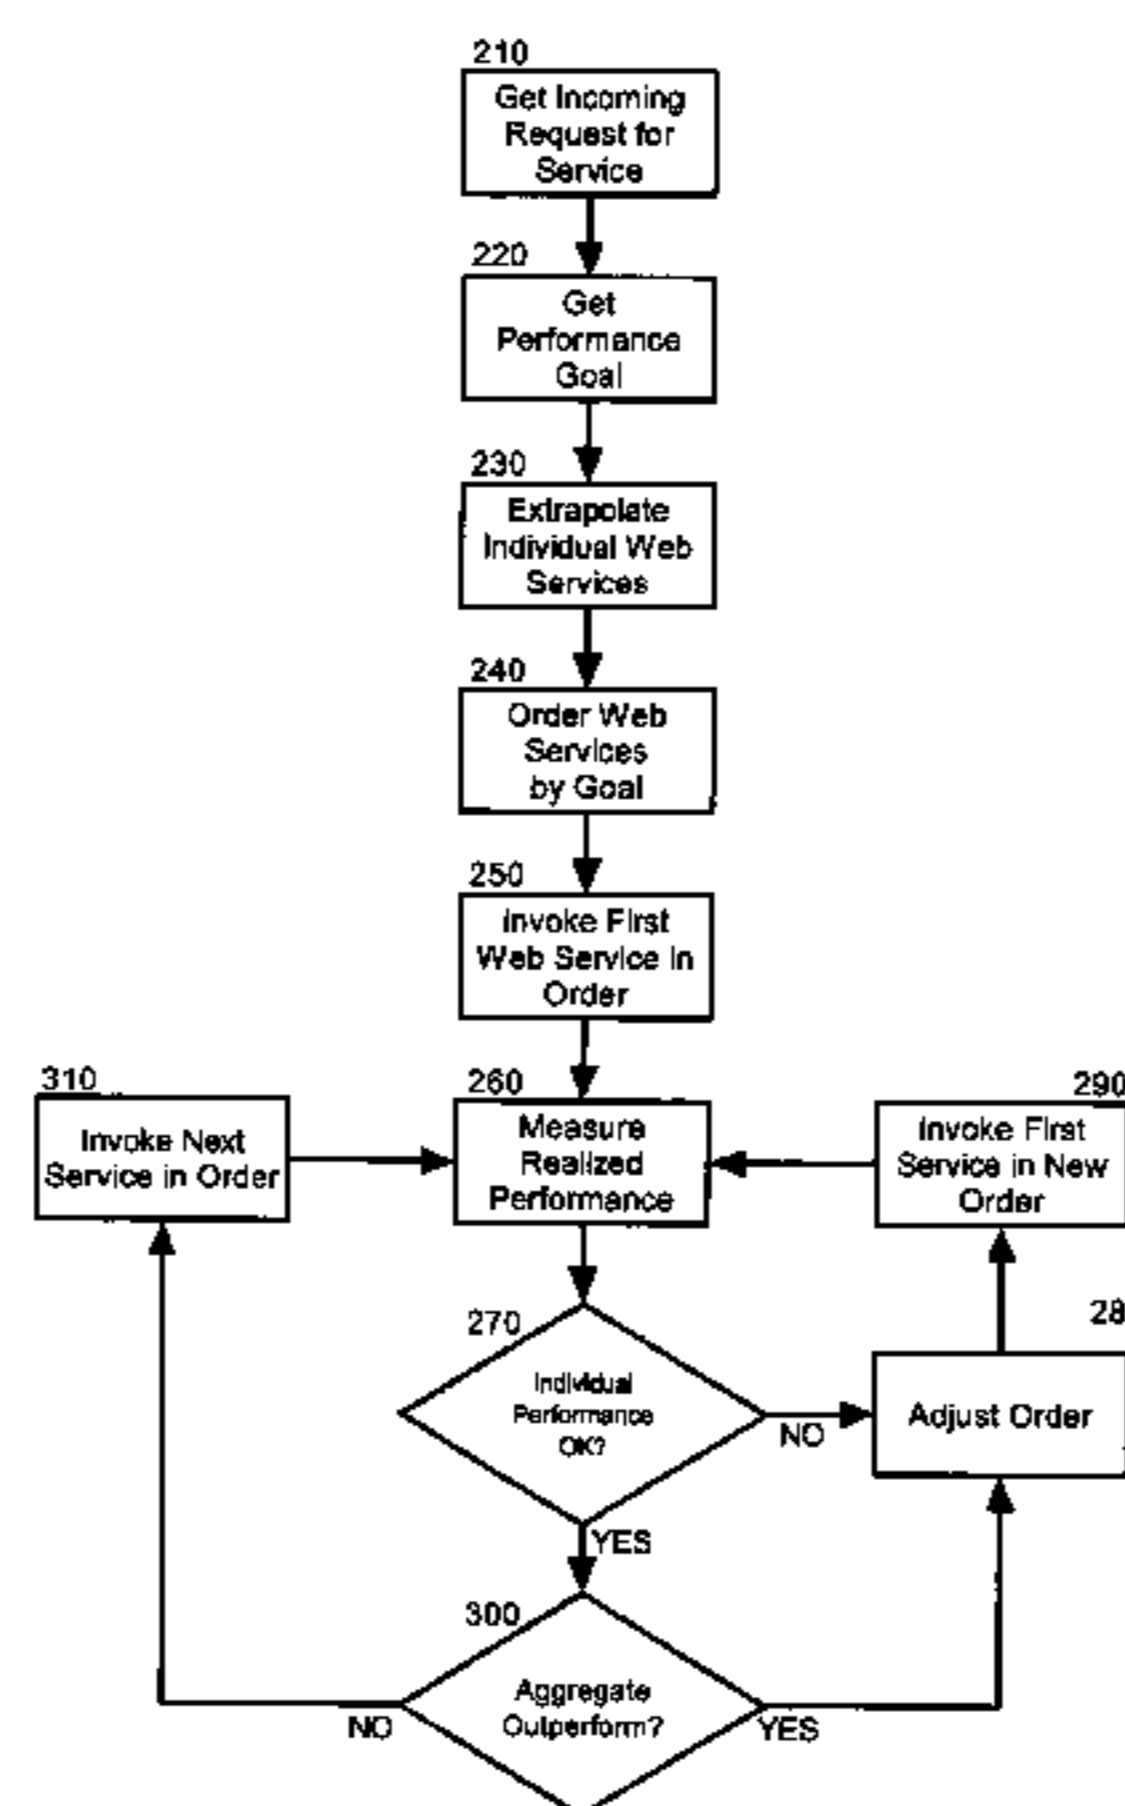 210
Get Incoming
Request for
Service
220
Get
Performance
Goal
230
Extrapolate
Individual Web
Services
240
Order Web
Services
by Goal
250
Invoke First
Web Service in
Order
310
Invoke Next
Service in Order
260
Measure
Realized
Performance
290
Invoke First
Service in New
Order
270
Individual
Performance
OK?
NO
28
Adjust Order
YES
300
Aggregate
Outperform?
NO
YES